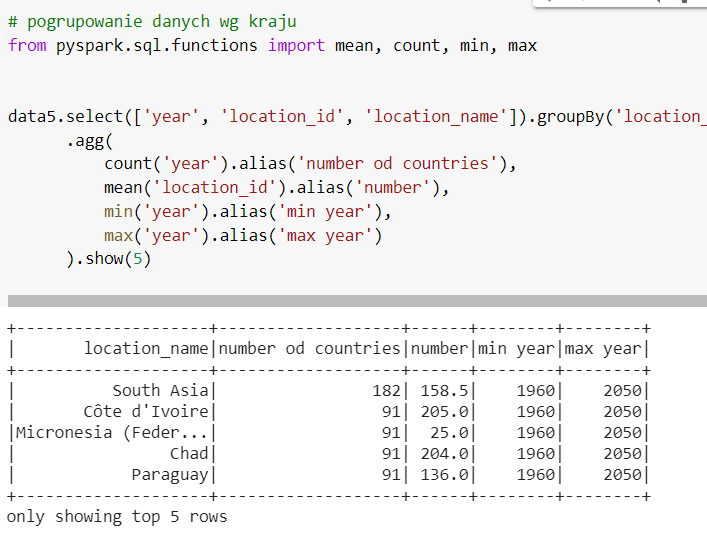 # pogrupowanie danych wg kraju
from pyspark.sql.functions import mean, count, min, max
data5.select(['year', 'location_id', 'location_name']).groupBy('location_
.agg(
count('year').alias('number od countries'),
mean('location_id').alias('number'),
min('year').alias('min year'),
max('year').alias('max year')
).show(5)
+--------------------+-------------------+------+--------+--------+
|       location_name|number od countries|number|min year|max year|
+--------------------+-------------------+------+--------+--------+
|          South Asia|                182| 158.5|    1960|    2050|
|       Côte d'Ivoire|                 91| 205.0|    1960|    2050|
|Micronesia (Feder...|                 91|  25.0|    1960|    2050|
|                Chad|                 91| 204.0|    1960|    2050|
|            Paraguay|                 91| 136.0|    1960|    2050|
+--------------------+-------------------+------+--------+--------+
only showing top 5 rows